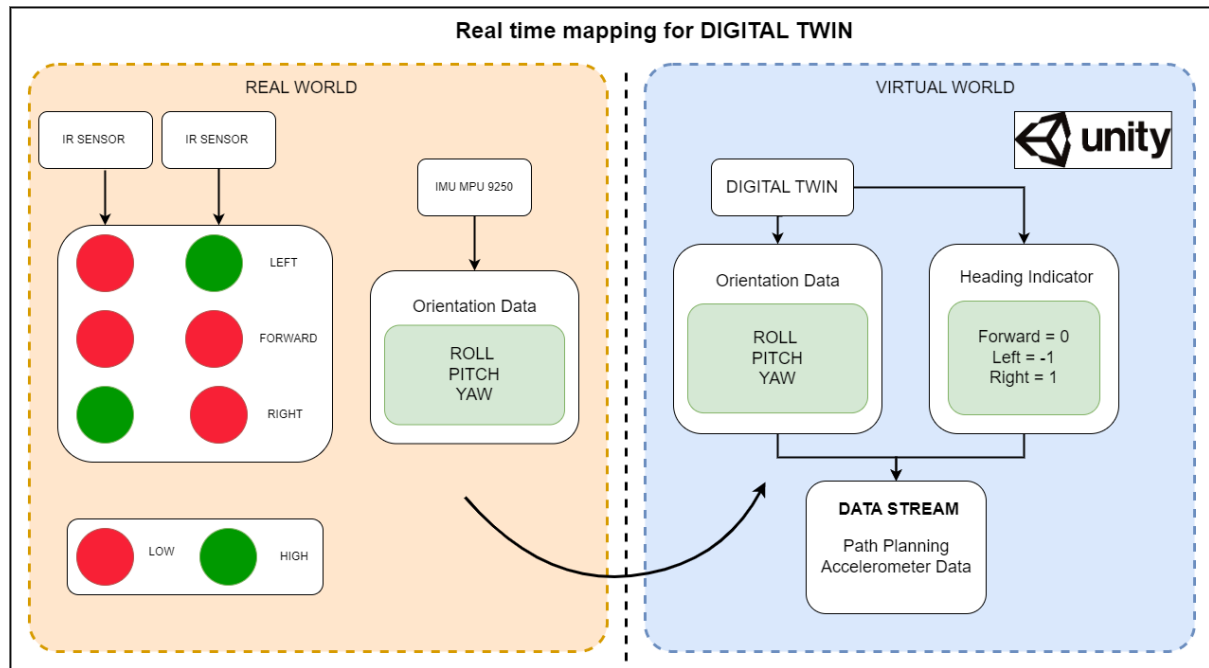 Real time mapping for DIGITAL TWIN
REAL WORLD
IR SENSOR
IR SENSOR
IMU MPU 9250
LEFT
FORWARD
RIGHT
Orientation Data
ROLL
PITCH
YAW
LOW
HIGH
VIRTUAL WORLD
unity
DIGITAL TWIN
Orientation Data
ROLL
PITCH
YAW
Heading Indicator
Forward = 0
Left = -1
Right = 1
DATA STREAM
Path Planning
Accelerometer Data